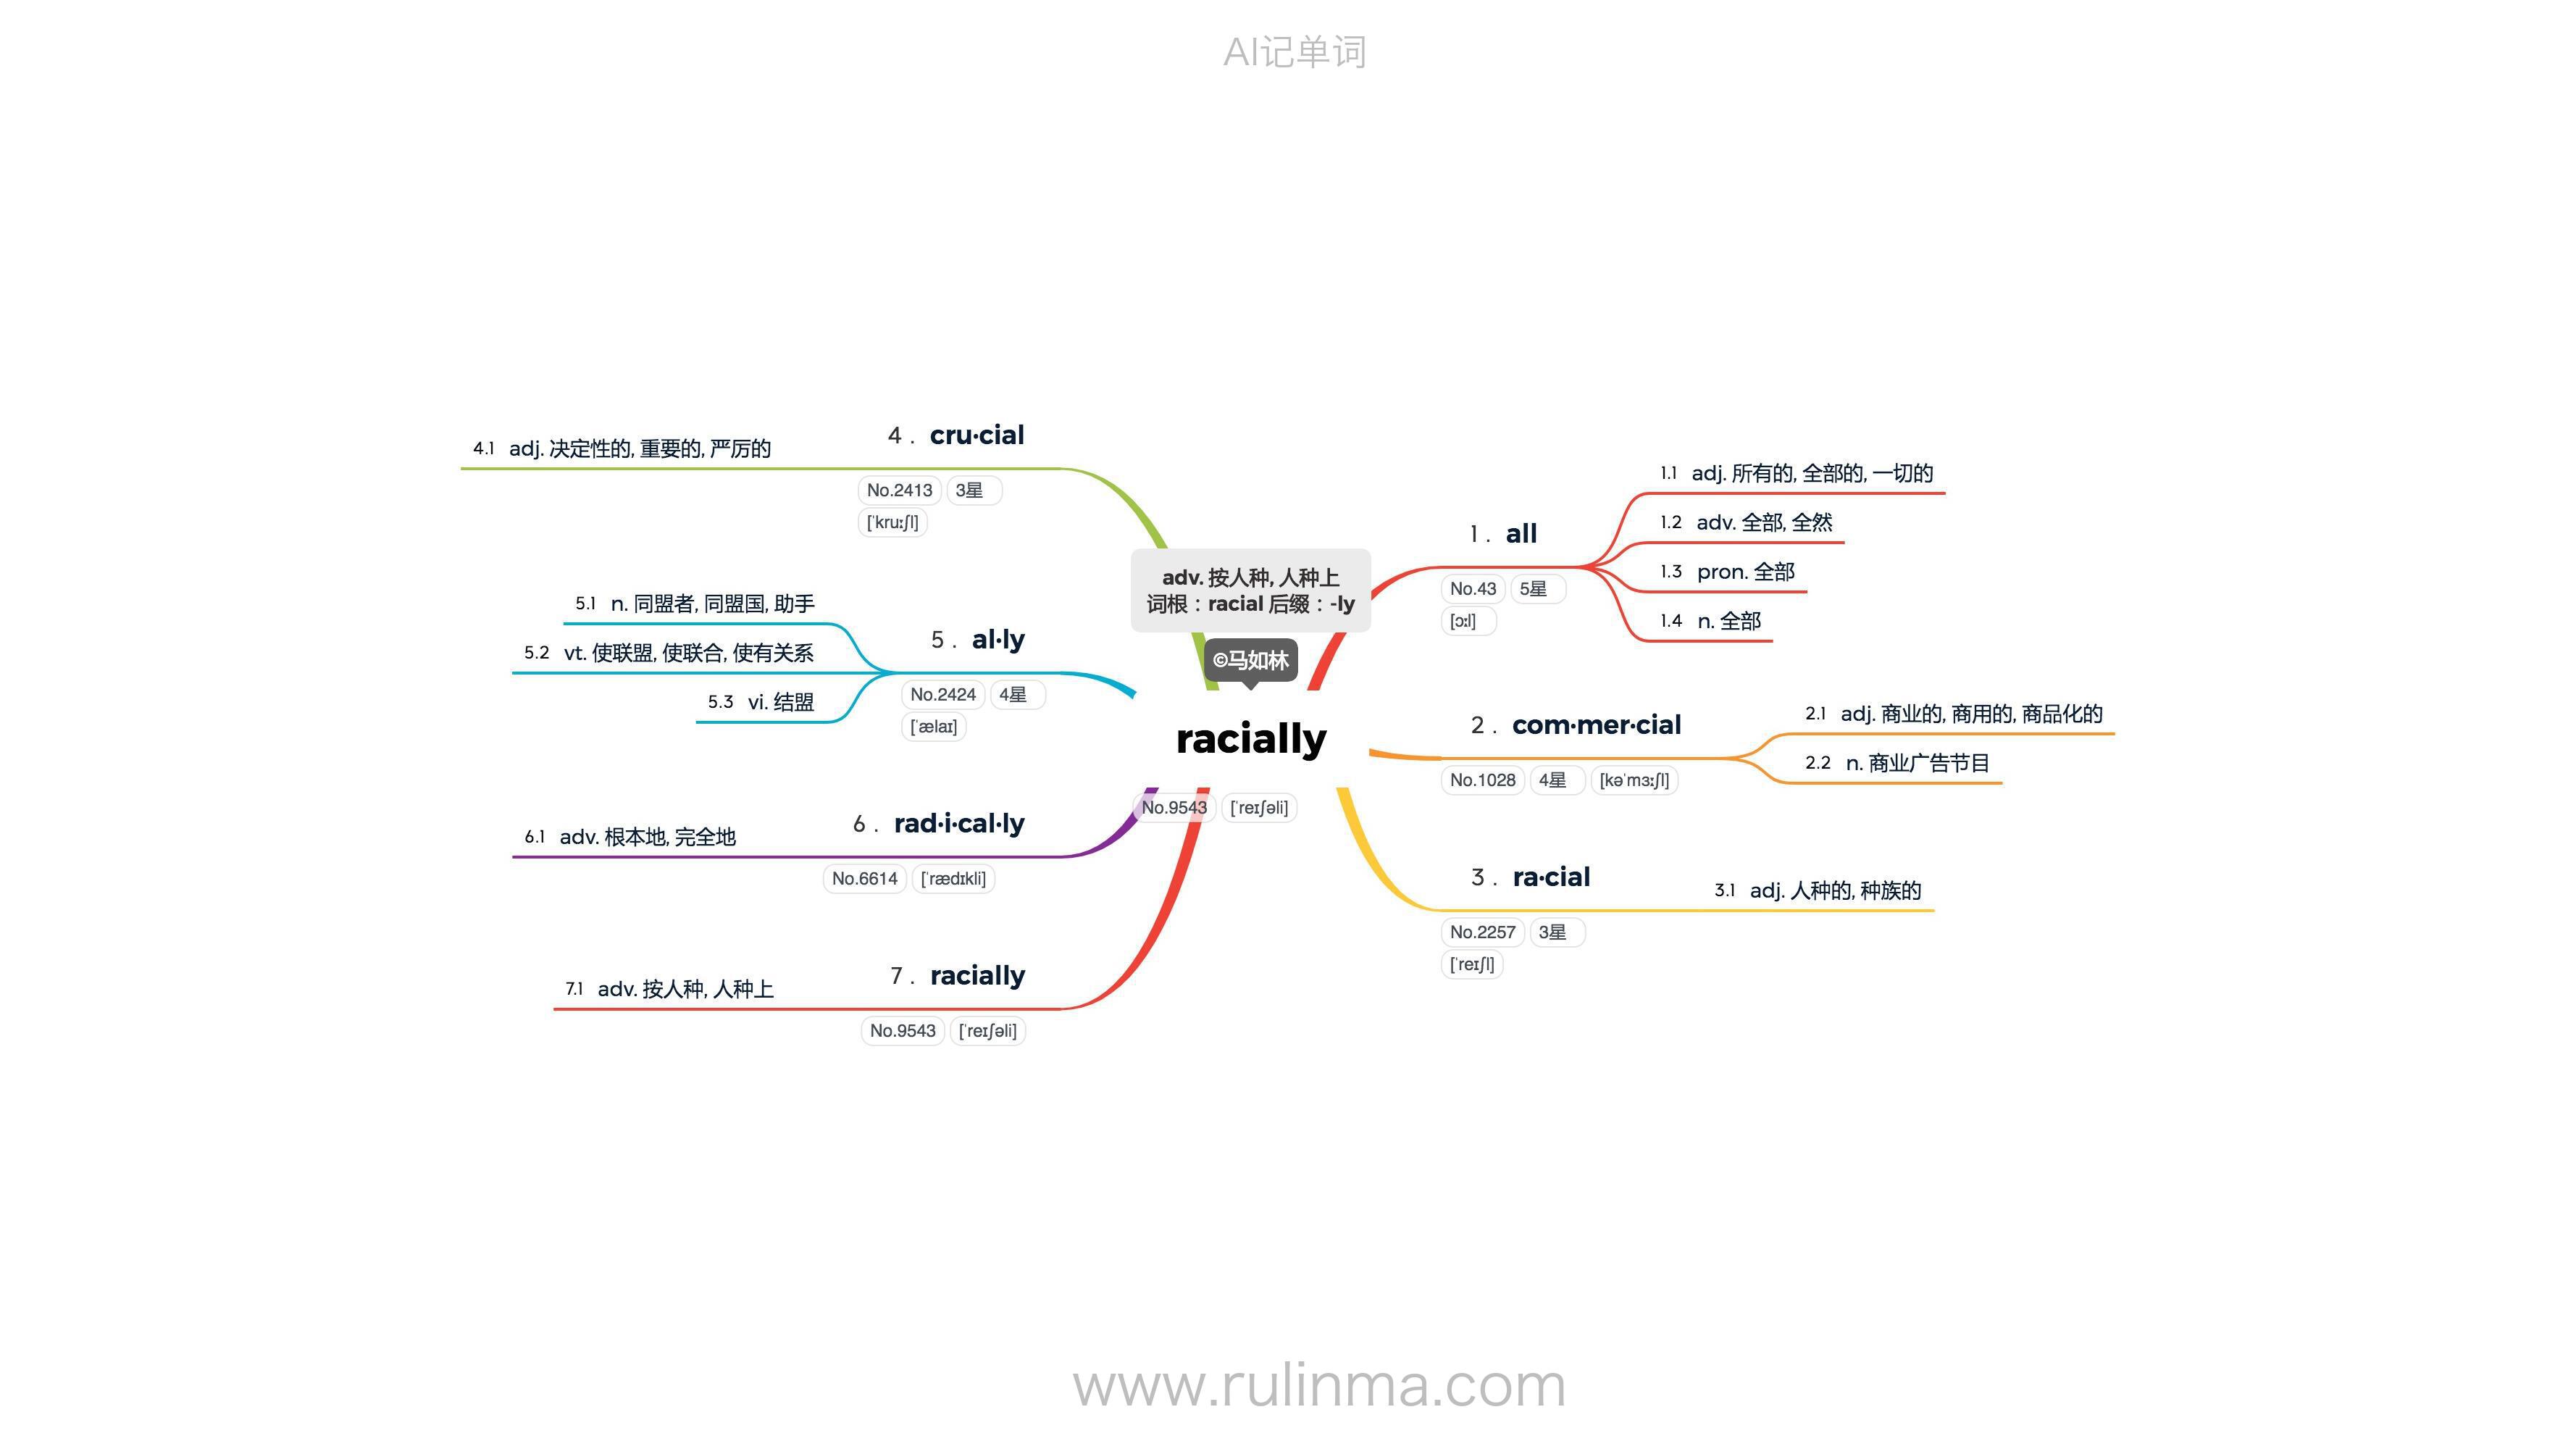 AI记单词
adv. 按人种, 人种上
词根：racial 后缀：-ly
©马如林
racially
No.9543 [ˈreɪʃəli]
1 . all
No.43 5星
[ɔːl]
1.1 adj. 所有的, 全部的, 一切的
1.2 adv. 全部, 全然
1.3 pron. 全部
1.4 n. 全部
2 . com·mer·cial
No.1028 4星 [kəˈmɜːʃl]
2.1 adj. 商业的, 商用的, 商品化的
2.2 n. 商业广告节目
3 . ra·cial
No.2257 3星
[ˈreɪʃl]
3.1 adj. 人种的, 种族的
4 . cru·cial
No.2413 3星
[ˈkruːʃl]
4.1 adj. 决定性的, 重要的, 严厉的
5 . al·ly
No.2424 4星
[ˈælaɪ]
5.1 n. 同盟者, 同盟国, 助手
5.2 vt. 使联盟, 使联合, 使有关系
5.3 vi. 结盟
6 . rad·i·cal·ly
No.6614 [ˈrædɪkli]
6.1 adv. 根本地, 完全地
7 . racially
No.9543 [ˈreɪʃəli]
7.1 adv. 按人种, 人种上
www.rulinma.com